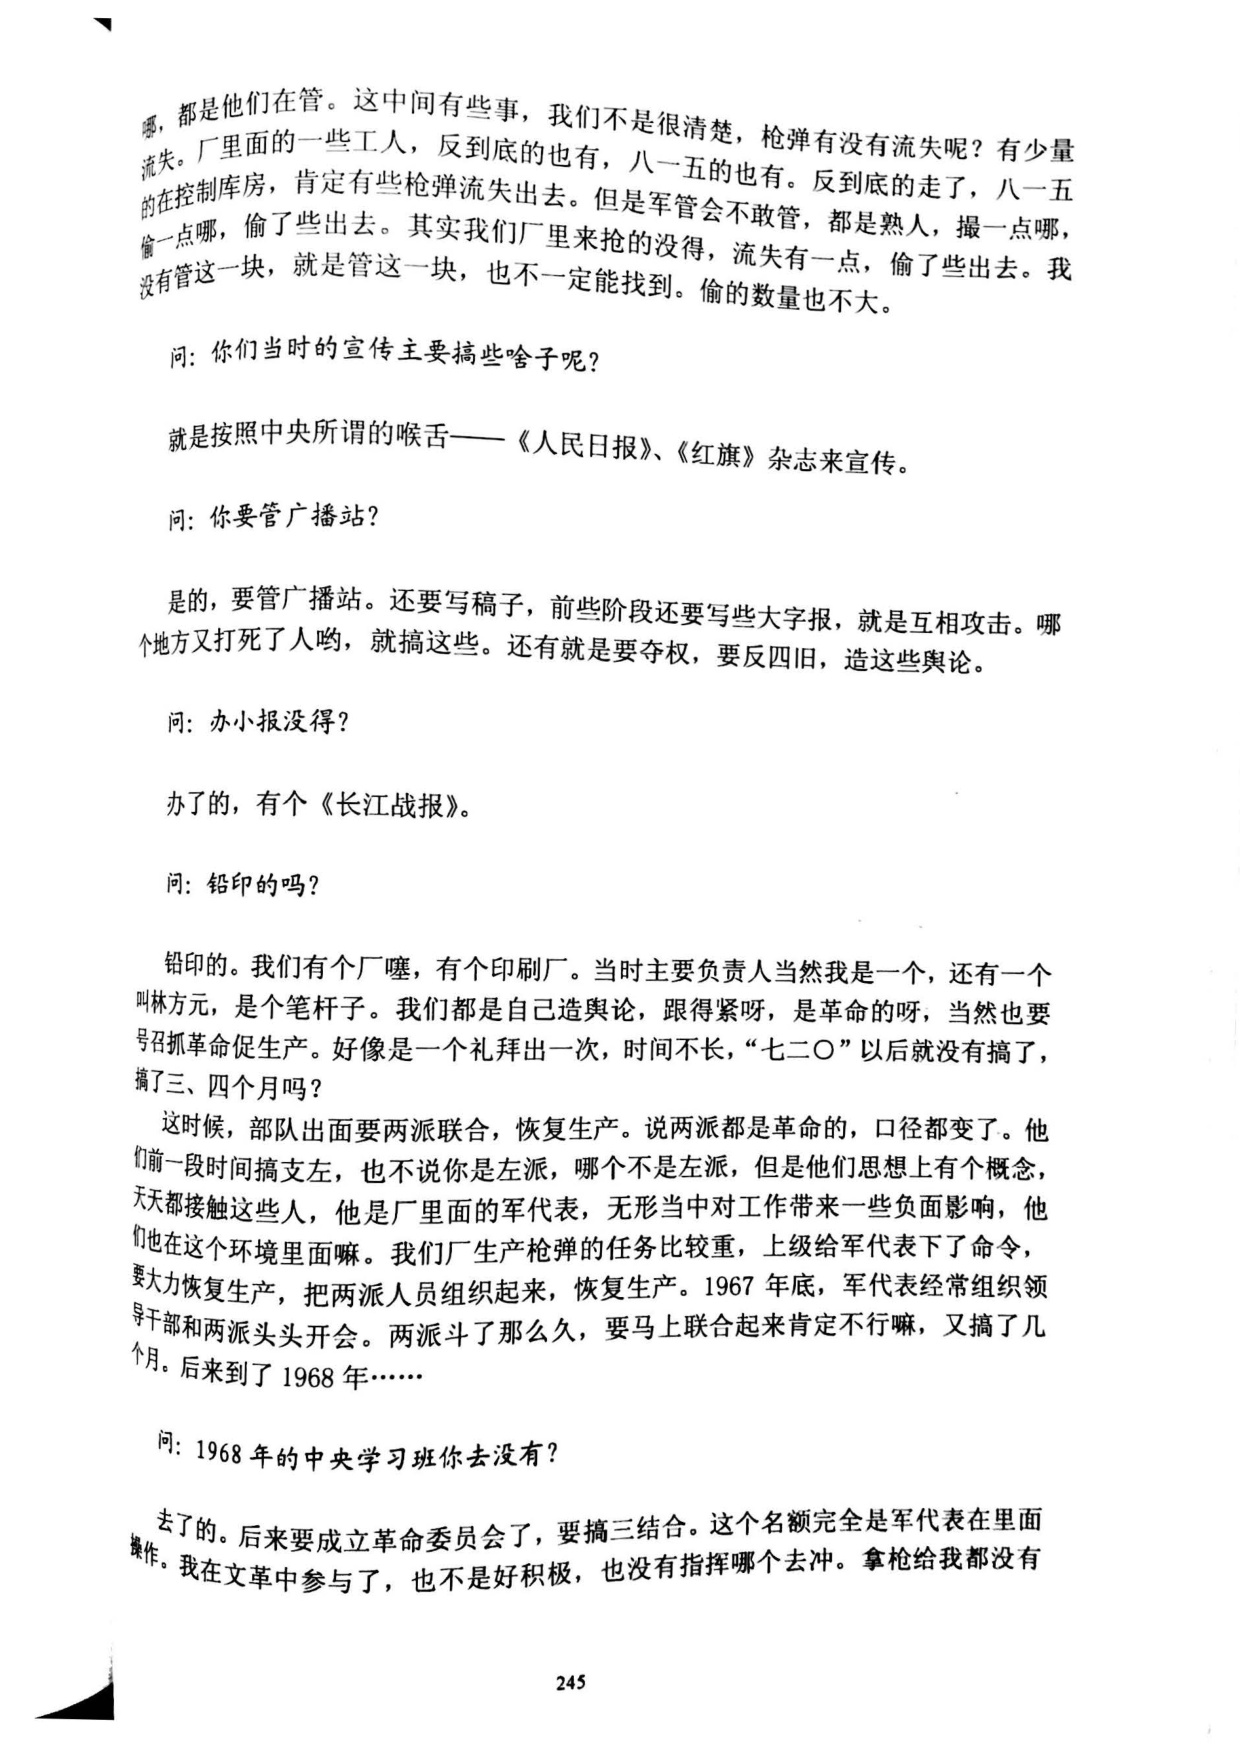 哪，都是他们在管。这中间有些事，我们不是很清楚，枪弹有没有流失呢？有少量
流失。厂里面的一些工人，反到底的也有，八一五的也有。反到底的走了，八一五
的在控制库房，肯定有些枪弹流失出去。但是军管会不敢管，都是熟人，撮一点哪，
偷一点哪，偷了些出去。其实我们厂里来抢的没得，流失有一点，偷了些出去。我
没有管这一块，就是管这一块，也不一定能找到。偷的数量也不大。
问：你们当时的宣传主要搞些啥子呢？
就是按照中央所谓的喉舌——《人民日报》、《红旗》杂志来宣传。
问：你要管广播站？
是的，要管广播站。还要写稿子，前些阶段还要写些大字报，就是互相攻击。哪
个地方又打死了人哟，就搞这些。还有就是要夺权，要反四旧，造这些舆论。
问：办小报没得？
办了的，有个《长江战报》。
问：铅印的吗？
铅印的。我们有个厂噻，有个印刷厂。当时主要负责人当然我是一个，还有一个
叫林方元，是个笔杆子。我们都是自己造舆论，跟得紧呀，是革命的呀，当然也要
号召抓革命促生产。好像是一个礼拜出一次，时间不长，“七二〇”以后就没有搞了，
搞了三、四个月吗？
这时候，部队出面要两派联合，恢复生产。说两派都是革命的，口径都变了。他
们前一段时间搞支左，也不说你是左派，哪个不是左派，但是他们思想上有个概念，
天天都接触这些人，他是厂里面的军代表，无形当中对工作带来一些负面影响，他
们也在这个环境里面嘛。我们厂生产枪弹的任务比较重，上级给军代表下了命令，
要大力恢复生产，把两派人员组织起来，恢复生产。1967 年底，军代表经常组织领
导干部和两派头头开会。两派斗了那么久，要马上联合起来肯定不行嘛，又搞了几
个月。后来到了 1968 年……
问：1968 年的中央学习班你去没有？
去了的。后来要成立革命委员会了，要搞三结合。这个名额完全是军代表在里面
操作。我在文革中参与了，也不是好积极，也没有指挥哪个去冲。拿枪给我都没有
245